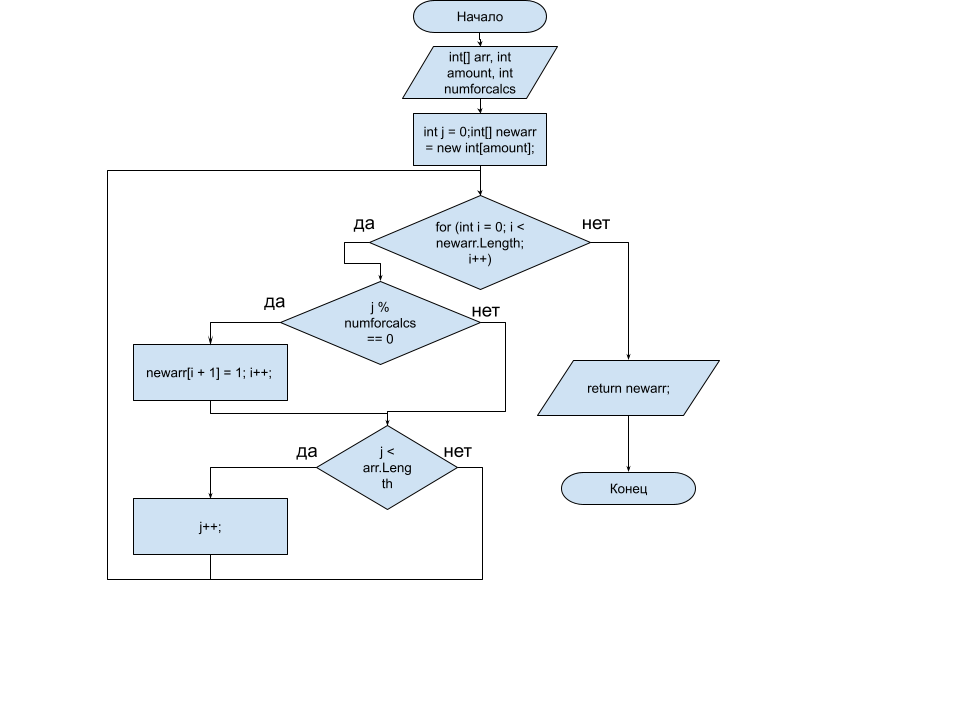 Начало
int[] arr, int
amount, int
numforcalcs
int j = 0;int[] newarr
= new int[amount];
да
нет
for (int i = 0; i <
newarr.Length;
i++)
да
нет
j %
numforcalcs
== 0
newarr[i + 1] = 1; i++;
return newarr;
да
нет
j <
arr.Leng
th
Конец
j++;